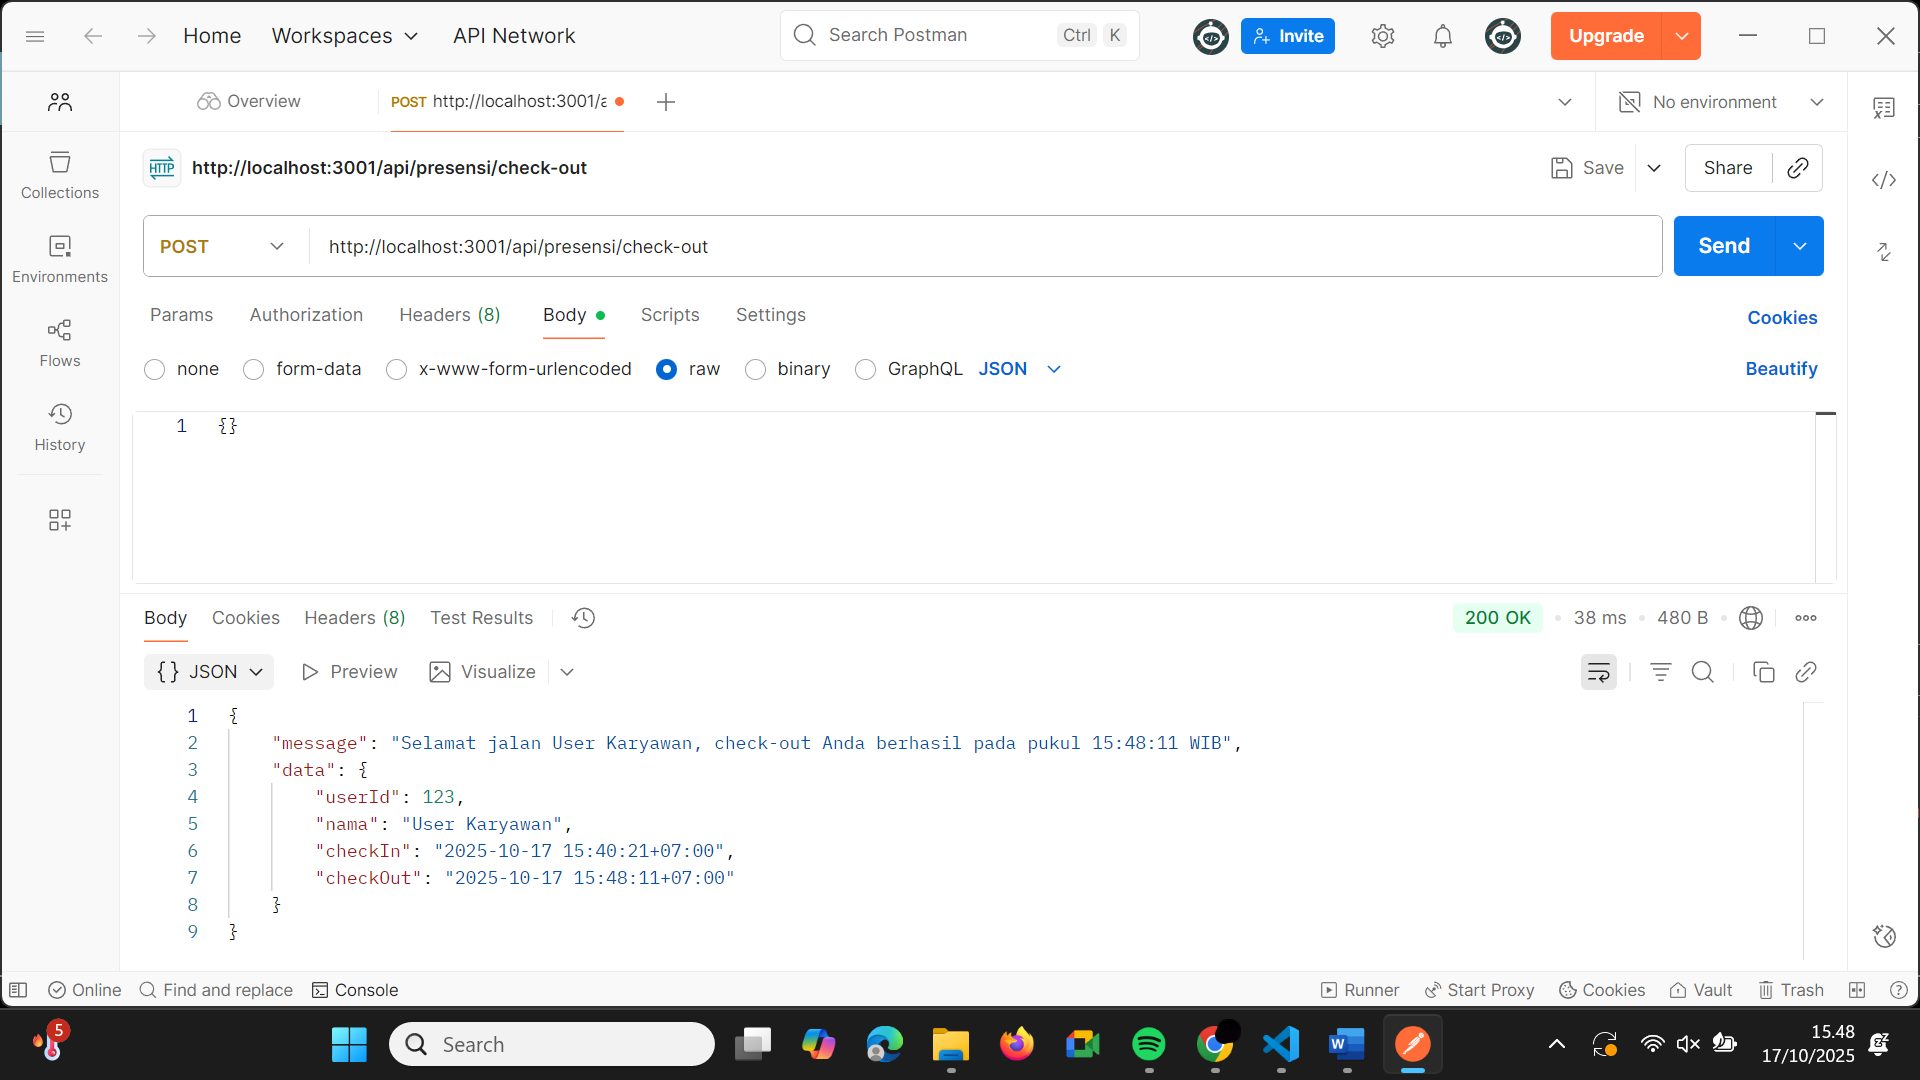 Home Workspaces API Network Search Postman Ctrl K Invite Upgrade
Overview POST http://localhost:3001/a No environment
HTTP http://localhost:3001/api/presensi/check-out Save Share
Collections
Environments
Flows
History
POST http://localhost:3001/api/presensi/check-out Send
Params Authorization Headers (8) Body Scripts Settings Cookies
none form-data x-www-form-urlencoded raw binary GraphQL JSON Beautify
1 {}
Body Cookies Headers (8) Test Results 200 OK • 38 ms • 480 B •
{} JSON Preview Visualize
1 {
2 "message": "Selamat jalan User Karyawan, check-out Anda berhasil pada pukul 15:48:11 WIB",
3 "data": {
4 "userId": 123,
5 "nama": "User Karyawan",
6 "checkIn": "2025-10-17 15:40:21+07:00",
7 "checkOut": "2025-10-17 15:48:11+07:00"
8 }
9 }
Online Find and replace Console Runner Start Proxy Cookies Vault Trash
5 Search 15.48
17/10/2025